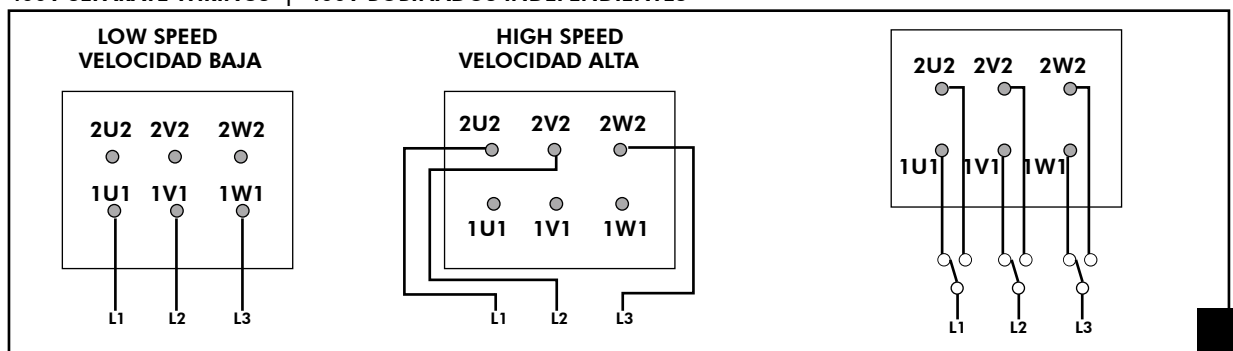 LOW SPEED
VELOCIDAD BAJA
2U2 2V2 2W2
1U1 1V1 1W1
L1 L2 L3
HIGH SPEED
VELOCIDAD ALTA
2U2 2V2 2W2
1U1 1V1 1W1
L1 L2 L3
2U2 2V2 2W2
1U1 1V1 1W1
L1 L2 L3